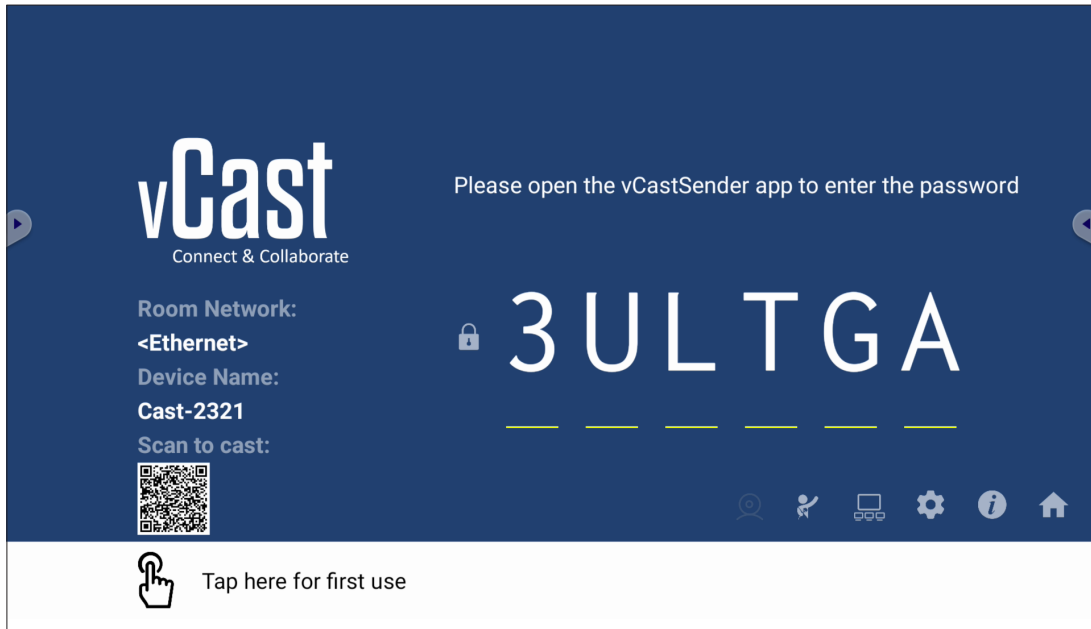 vCast
Connect & Collaborate
Please open the vCastSender app to enter the password
Room Network:
<Ethernet>
Device Name:
Cast-2321
Scan to cast:
3ULTGA
Tap here for first use